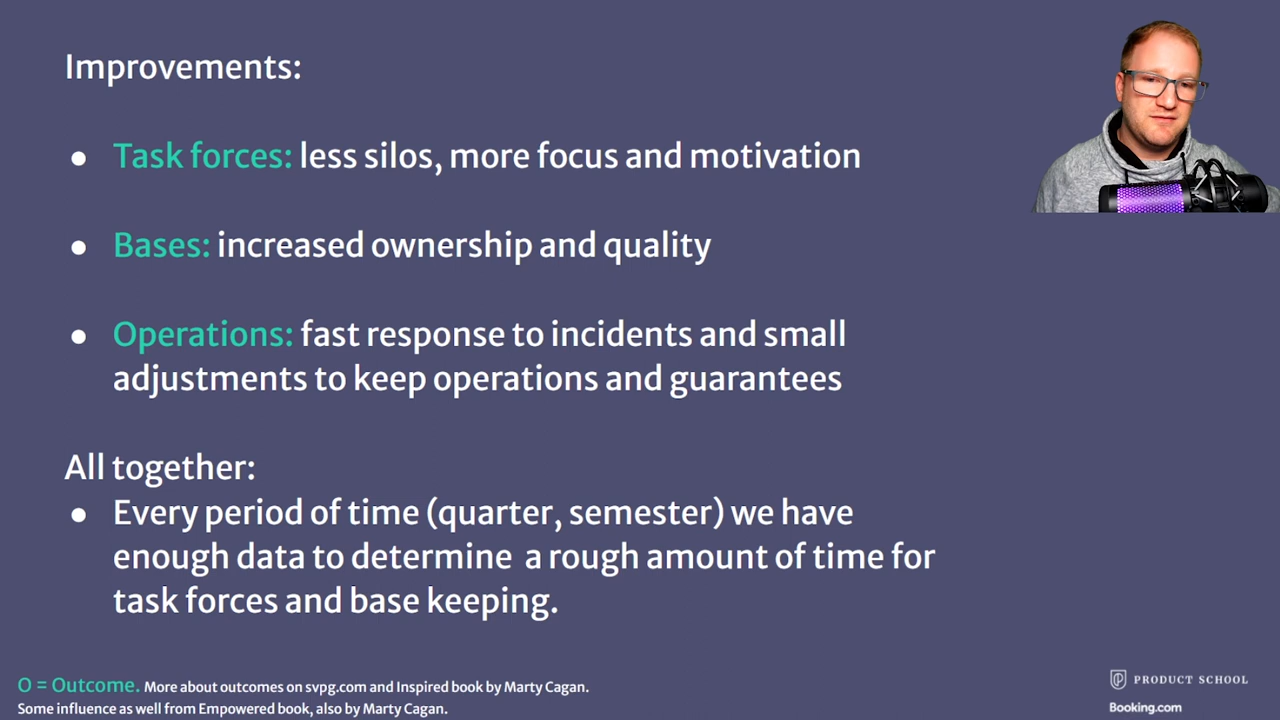 Improvements:
● Task forces: less silos, more focus and motivation
● Bases: increased ownership and quality
● Operations: fast response to incidents and small
adjustments to keep operations and guarantees
All together:
● Every period of time (quarter, semester) we have
enough data to determine  a rough amount of time for
task forces and base keeping.
O = Outcome. More about outcomes on svpg.com and Inspired book by Marty Cagan.
Some influence as well from Empowered book, also by Marty Cagan.
PRODUCT SCHOOL
Booking.com